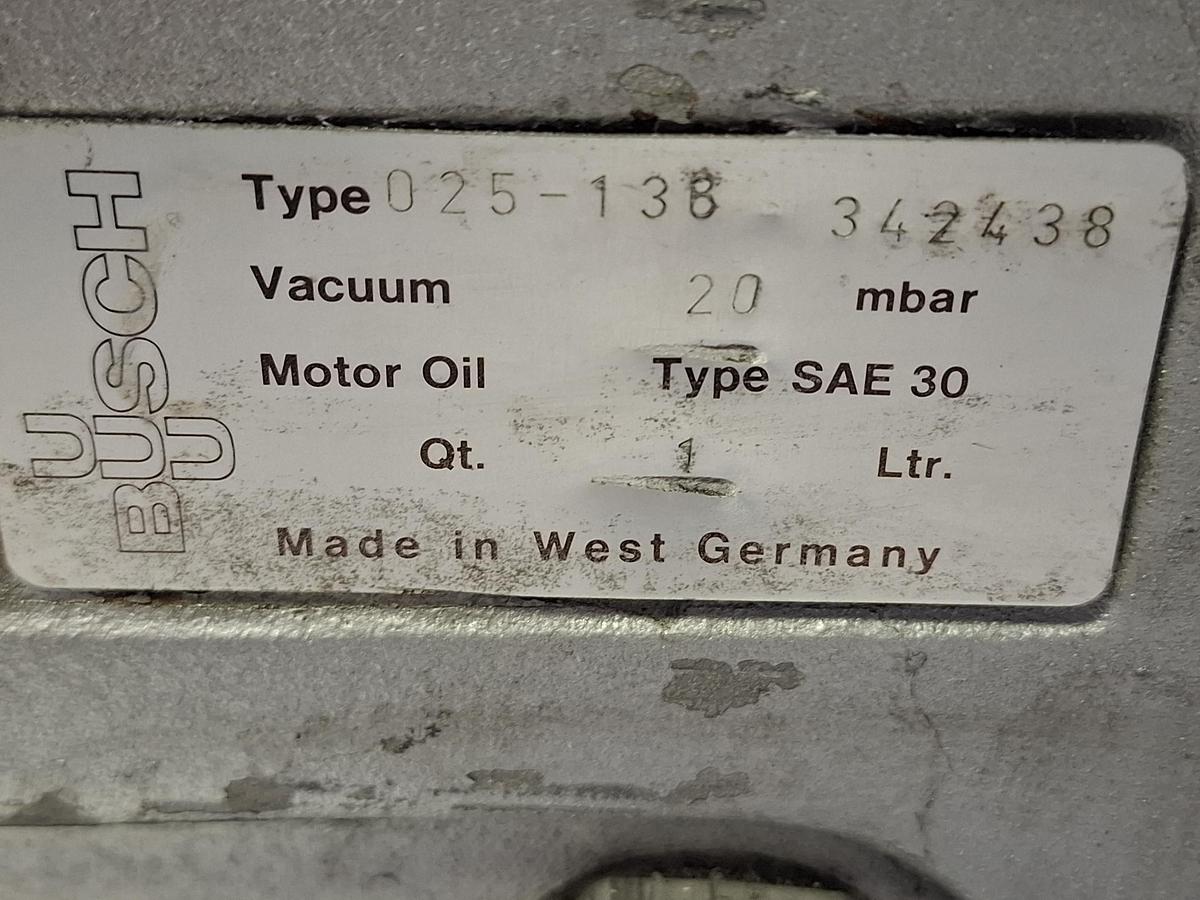 BUSCH
Type 025-138 342438
Vacuum 20 mbar
Motor Oil Type SAE 30
Qt. 1 Ltr.
Made in West Germany